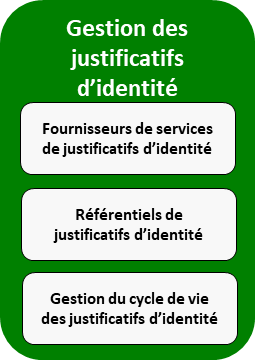 Gestion des
justificatifs
d’identité
Fournisseurs de services
de justificatifs d’identité
Référentiels de
justificatifs d’identité
Gestion du cycle de vie
des justificatifs d’identité